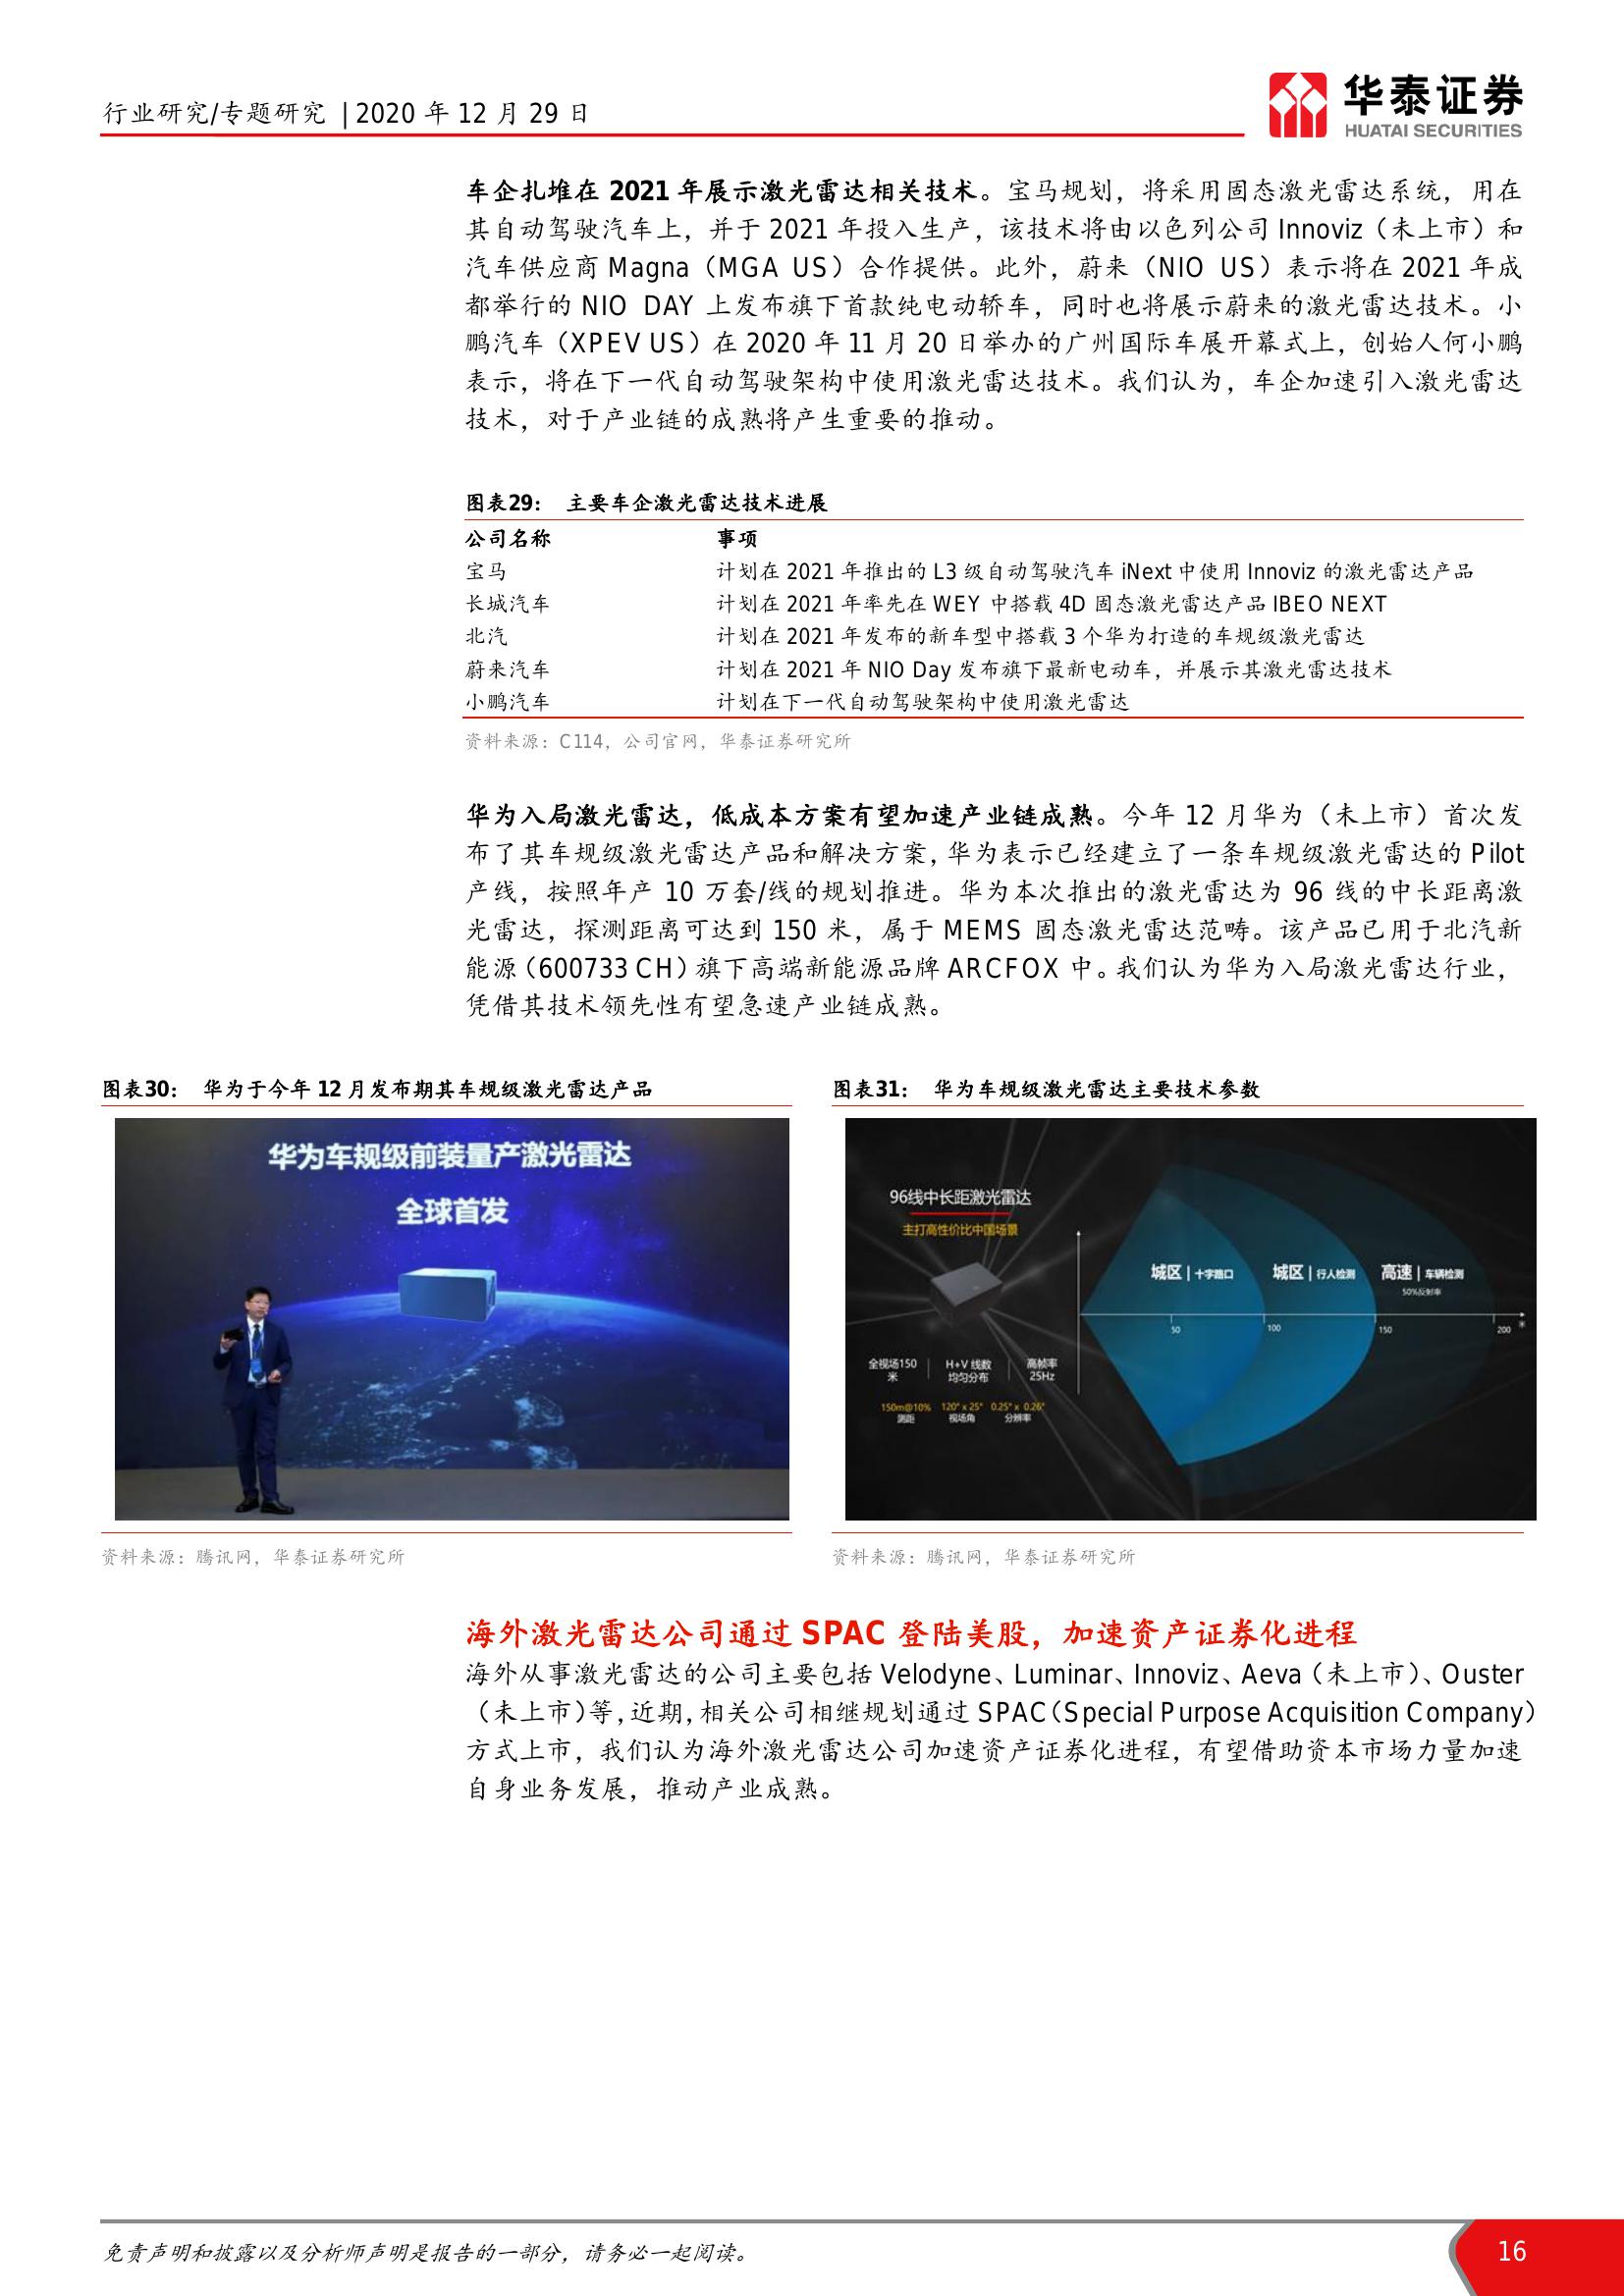 行业研究/专题研究 | 2020 年 12 月 29 日
华泰证券
HUATAI SECURITIES
车企扎堆在 2021 年展示激光雷达相关技术。宝马规划，将采用固态激光雷达系统，用在
其自动驾驶汽车上，并于 2021 年投入生产，该技术将由以色列公司 Innoviz（未上市）和
汽车供应商 Magna（MGA US）合作提供。此外，蔚来（NIO US）表示将在 2021 年成
都举行的 NIO DAY 上发布旗下首款纯电动轿车，同时也将展示蔚来的激光雷达技术。小
鹏汽车（XPEV US）在 2020 年 11 月 20 日举办的广州国际车展开幕式上，创始人何小鹏
表示，将在下一代自动驾驶架构中使用激光雷达技术。我们认为，车企加速引入激光雷达
技术，对于产业链的成熟将产生重要的推动。
图表29： 主要车企激光雷达技术进展
公司名称 事项
宝马 计划在 2021 年推出的 L3 级自动驾驶汽车 iNext 中使用 Innoviz 的激光雷达产品
长城汽车 计划在 2021 年率先在 WEY 中搭载 4D 固态激光雷达产品 IBEO NEXT
北汽 计划在 2021 年发布的新车型中搭载 3 个华为打造的车规级激光雷达
蔚来汽车 计划在 2021 年 NIO Day 发布旗下最新电动车，并展示其激光雷达技术
小鹏汽车 计划在下一代自动驾驶架构中使用激光雷达
资料来源：C114，公司官网，华泰证券研究所
华为入局激光雷达，低成本方案有望加速产业链成熟。今年 12 月华为（未上市）首次发
布了其车规级激光雷达产品和解决方案，华为表示已经建立了一条车规级激光雷达的 Pilot
产线，按照年产 10 万套/线的规划推进。华为本次推出的激光雷达为 96 线的中长距离激
光雷达，探测距离可达到 150 米，属于 MEMS 固态激光雷达范畴。该产品已用于北汽新
能源（600733 CH）旗下高端新能源品牌 ARCFOX 中。我们认为华为入局激光雷达行业，
凭借其技术领先性有望急速产业链成熟。
图表30： 华为于今年 12 月发布期其车规级激光雷达产品
华为车规级前装量产激光雷达
全球首发
资料来源：腾讯网，华泰证券研究所
图表31： 华为车规级激光雷达主要技术参数
96线中长距激光雷达
主打高性价比中国场景
城区 | 十字路口 城区 | 行人检测 高速 | 车辆检测
50%反射率
50 100 150 200 米
全视场150米 H+V 线数均匀分布 高帧率25Hz
150m@10% 120° x 25° 0.25° x 0.26°
测距 视场角 分辨率
资料来源：腾讯网，华泰证券研究所
海外激光雷达公司通过 SPAC 登陆美股，加速资产证券化进程
海外从事激光雷达的公司主要包括 Velodyne、Luminar、Innoviz、Aeva（未上市）、Ouster
（未上市）等，近期，相关公司相继规划通过 SPAC（Special Purpose Acquisition Company）
方式上市，我们认为海外激光雷达公司加速资产证券化进程，有望借助资本市场力量加速
自身业务发展，推动产业成熟。
免责声明和披露以及分析师声明是报告的一部分，请务必一起阅读。
16